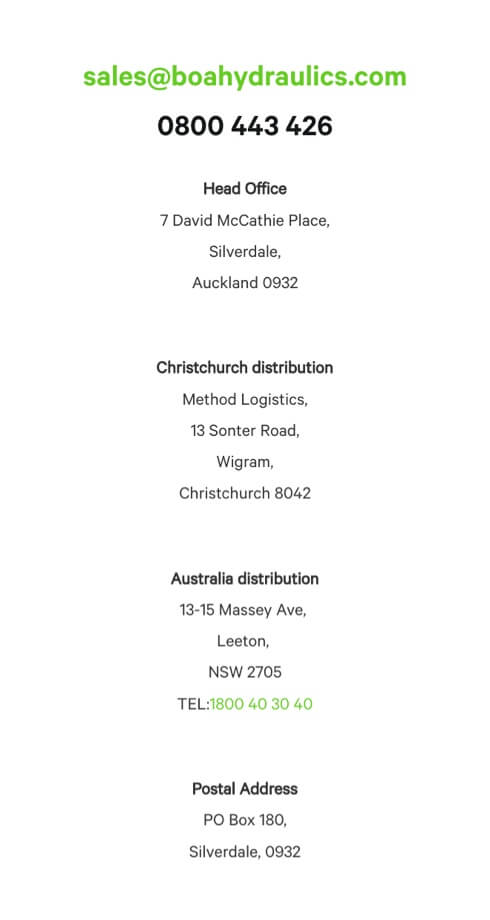 sales@boahydraulics.com
0800 443 426
Head Office
7 David McCathie Place,
Silverdale,
Auckland 0932
Christchurch distribution
Method Logistics,
13 Sonter Road,
Wigram,
Christchurch 8042
Australia distribution
13-15 Massey Ave,
Leeton,
NSW 2705
TEL:1800 40 30 40
Postal Address
PO Box 180,
Silverdale, 0932